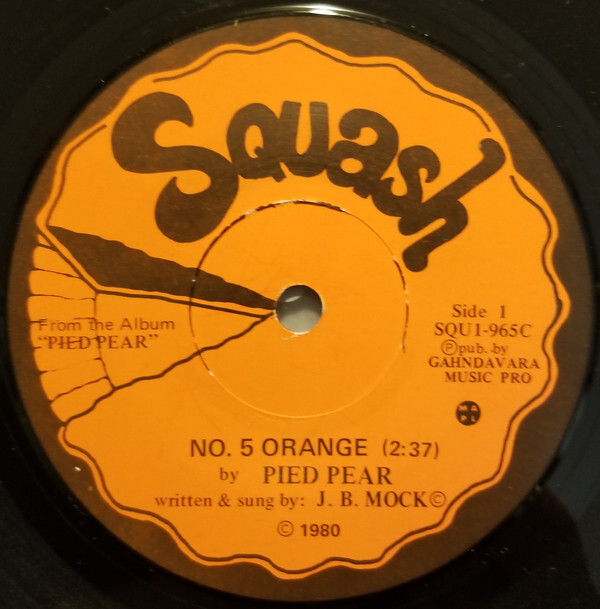 Squash
From the Album
"PIED PEAR"
Side 1
SQU1-965C
Ⓟpub. by
GAHNDAVARA
MUSIC PRO
NO. 5 ORANGE (2:37)
by PIED PEAR
written & sung by: J. B. MOCK©
© 1980